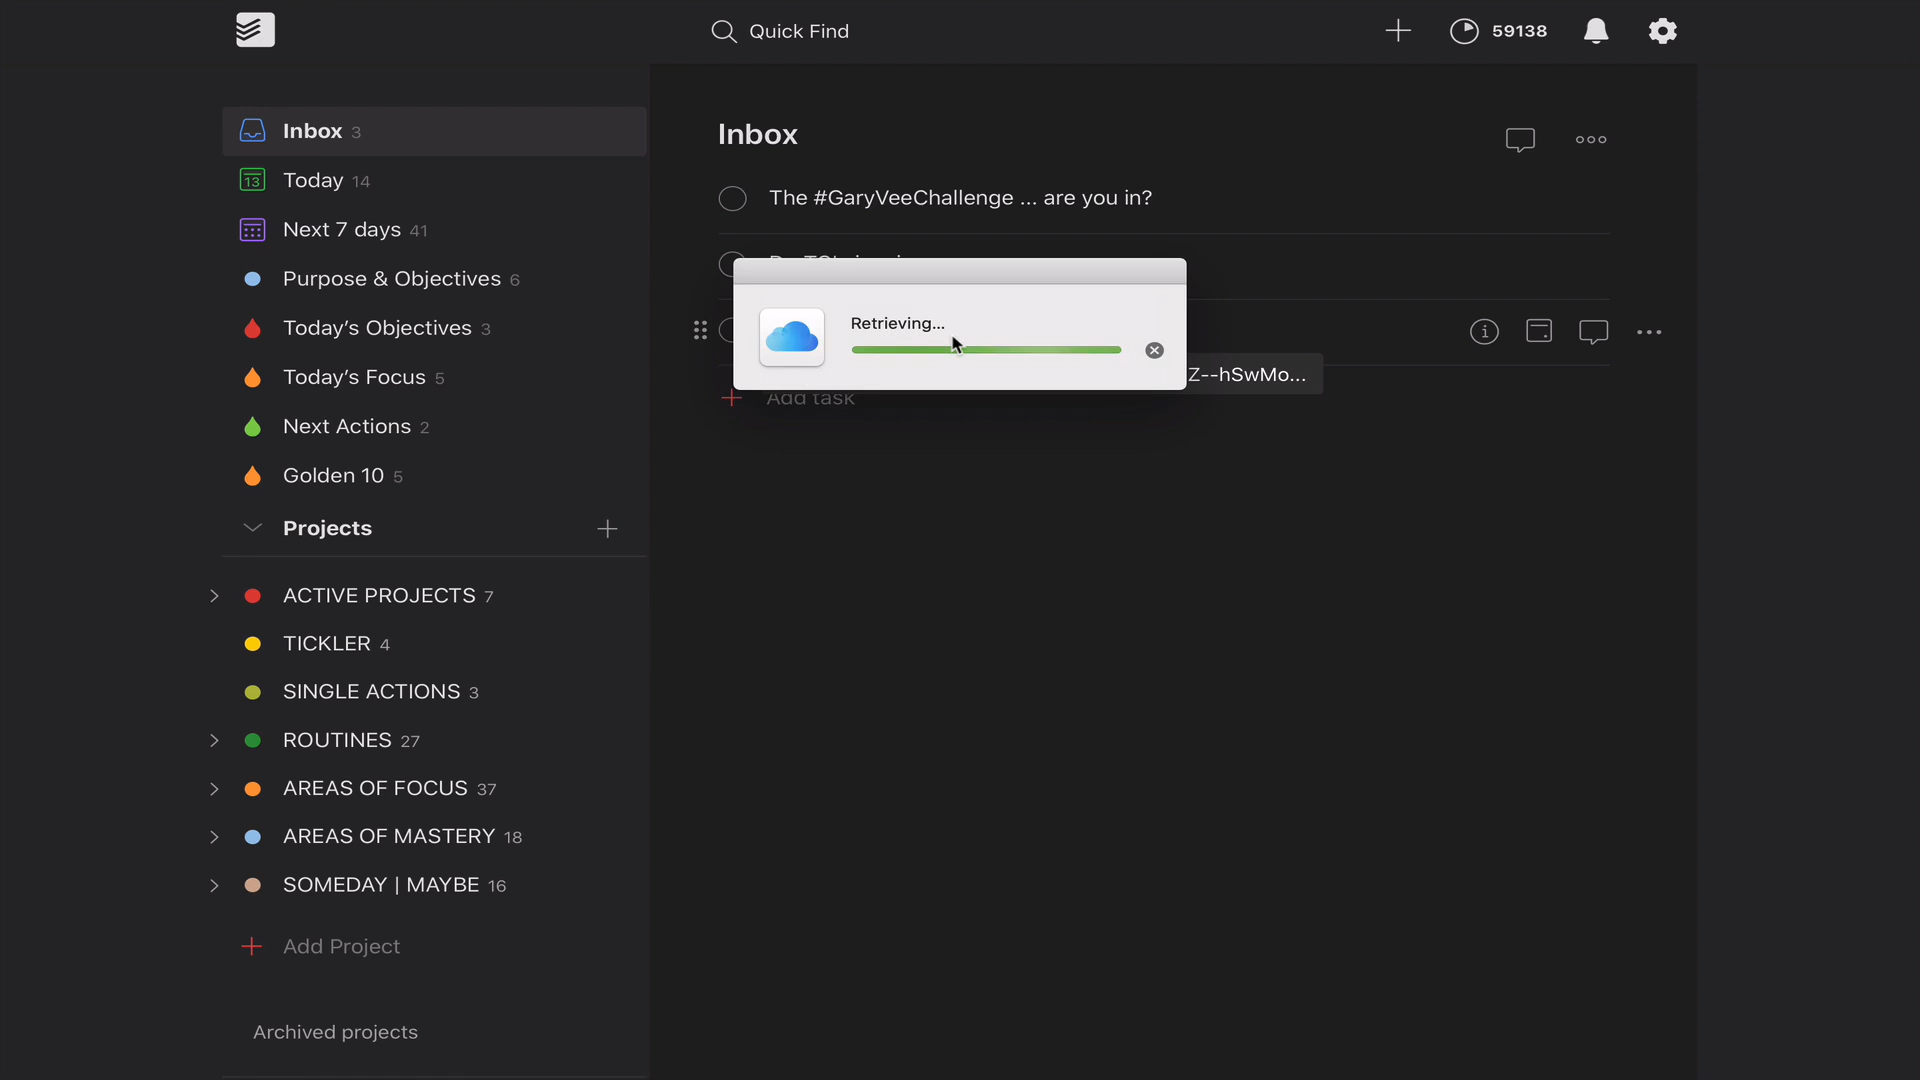 Quick Find
59138
Inbox 3
13
Today 14
Next 7 days 41
Purpose & Objectives 6
Today's Objectives 3
Today's Focus 5
Next Actions 2
Golden 10 5
Projects
ACTIVE PROJECTS 7
TICKLER 4
SINGLE ACTIONS 3
ROUTINES 27
AREAS OF FOCUS 37
AREAS OF MASTERY 18
SOMEDAY | MAYBE 16
Add Project
Archived projects
Inbox
The #GaryVeeChallenge ... are you in?
Retrieving...
Z--hSwMo...
Add task